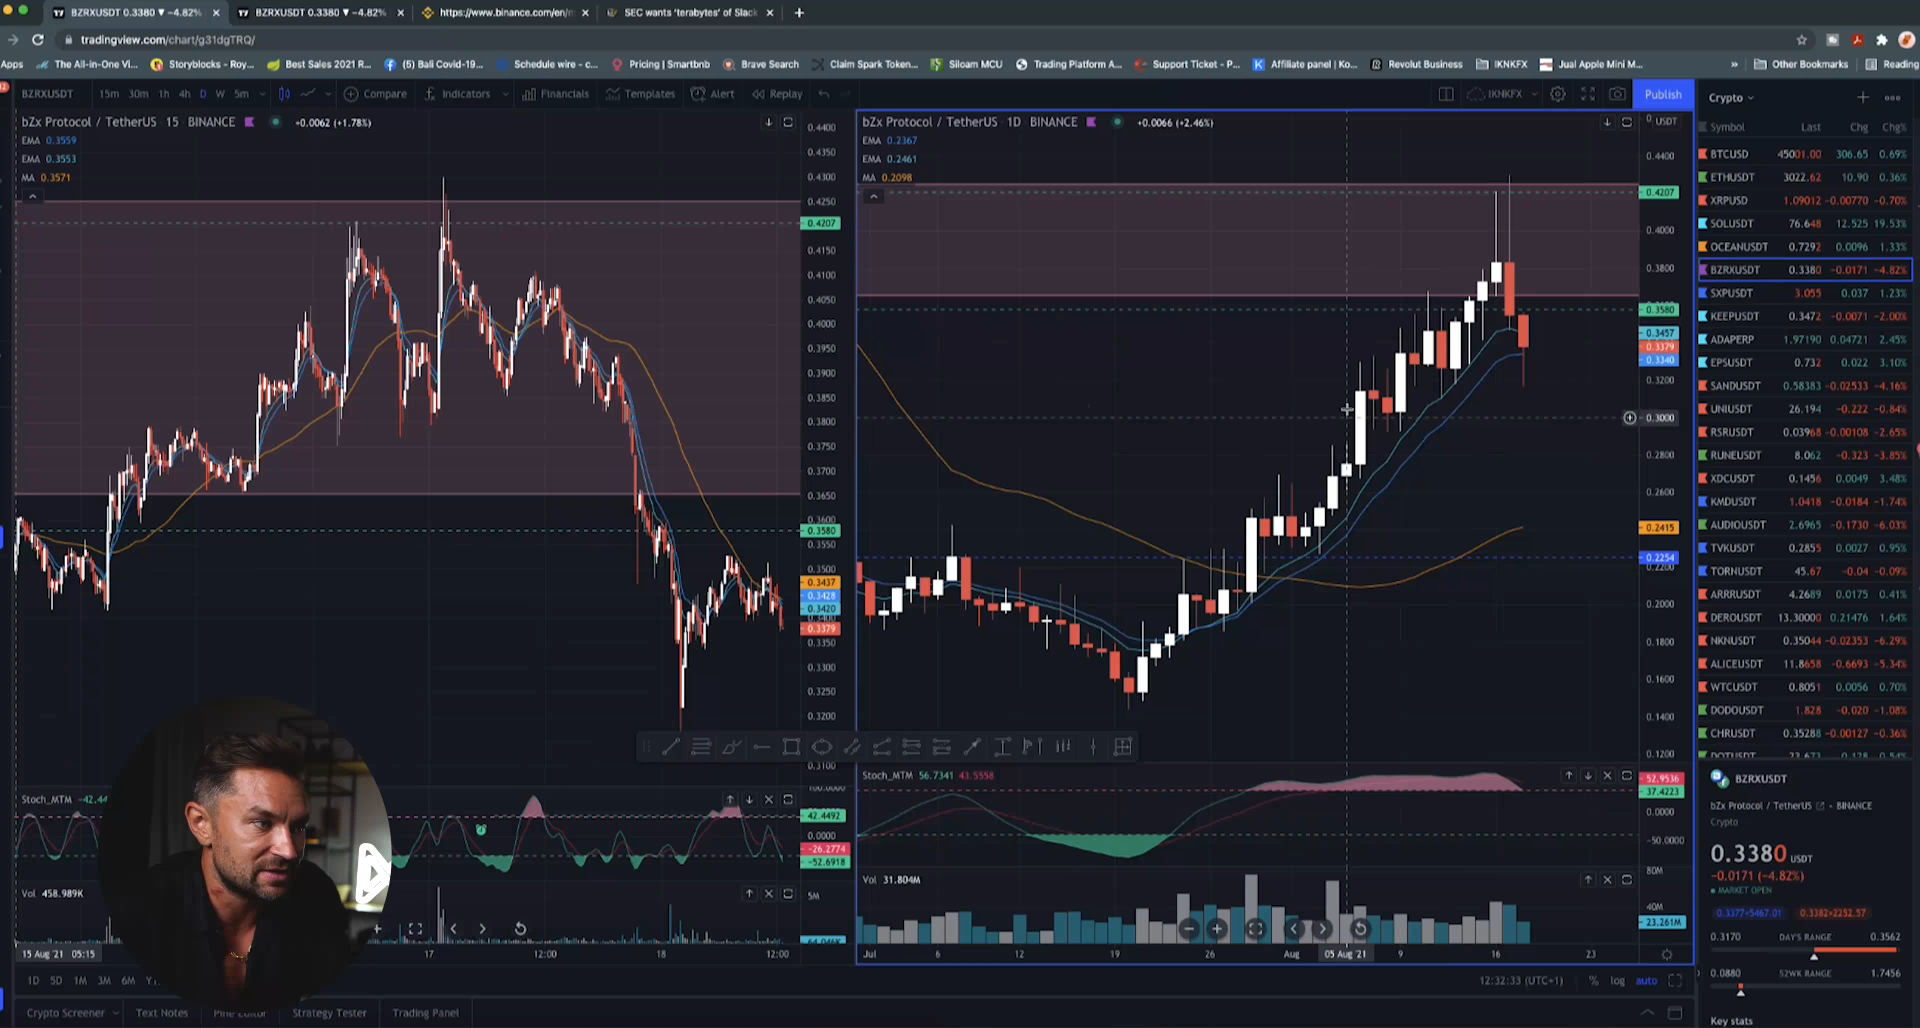 BZRXUSDT 0.3380 ▼ −4.82%
BZRXUSDT 0.3380 ▼ −4.82%
https://www.binance.com/en/m
SEC wants 'terabytes' of Slack
tradingview.com/chart/g31dgTRQ/
Apps
The All-in-One Vi...
Storyblocks - Roy...
Best Sales 2021 R...
(5) Bali Covid-19...
Schedule wire - c...
Pricing | Smartbnb
Brave Search
Claim Spark Token...
Siloam MCU
Trading Platform A...
Support Ticket - P...
Affiliate panel | Ko...
Revolut Business
IKNKFX
Jual Apple Mini M...
Other Bookmarks
Reading
BZRXUSDT
15m 30m 1h 4h D W 5m
Compare
Indicators
Financials
Templates
Alert
Replay
IKNKFX
Publish
bZx Protocol / TetherUS · 15 · BINANCE
+0.0062 (+1.78%)
EMA 0.3559
EMA 0.3553
MA 0.3571
0.4400
0.4350
0.4300
0.4250
0.4207
0.4150
0.4100
0.4050
0.4000
0.3950
0.3900
0.3850
0.3800
0.3750
0.3700
0.3650
0.3600
0.3580
0.3550
0.3500
0.3437
0.3428
0.3420
0.3379
0.3350
0.3300
0.3250
0.3200
0.3100
Stoch_MTM
42.4492
0.0000
-26.2774
-52.6918
Vol 458.989K
5M
15 Aug '21 05:15
17
12:00
18
12:00
bZx Protocol / TetherUS · 1D · BINANCE
+0.0066 (+2.46%)
USDT
EMA 0.2367
EMA 0.2461
MA 0.2098
0.4400
0.4207
0.4000
0.3800
0.3580
0.3457
0.3379
0.3340
0.3200
0.3000
0.2800
0.2600
0.2415
0.2254
0.2200
0.2000
0.1800
0.1600
0.1400
0.1200
Stoch_MTM 56.7341 43.5558
52.9536
37.4223
0.0000
-50.0000
Vol 31.804M
80M
40M
23.261M
Jul
6
12
19
26
Aug
05 Aug '21
9
16
23
1D 5D 1M 3M 6M
12:32:33 (UTC+1)
%
log
auto
Crypto Screener
Text Notes
Pine Editor
Strategy Tester
Trading Panel
Crypto
Symbol Last Chg Chg%
BTCUSD 45001.00 306.65 0.69%
ETHUSDT 3022.62 10.90 0.36%
XRPUSD 1.09012 −0.00770 −0.70%
SOLUSDT 76.648 12.525 19.53%
OCEANUSDT 0.7292 0.0096 1.33%
BZRXUSDT 0.3380 −0.0171 −4.82%
SXPUSDT 3.055 0.037 1.23%
KEEPUSDT 0.3472 −0.0071 −2.00%
ADAPERP 1.97190 0.04721 2.45%
EPSUSDT 0.732 0.022 3.10%
SANDUSDT 0.58383 −0.02533 −4.16%
UNIUSDT 26.194 −0.222 −0.84%
RSRUSDT 0.03968 −0.00108 −2.65%
RUNEUSDT 8.062 −0.323 −3.85%
XDCUSDT 0.1456 0.0049 3.48%
KMDUSDT 1.0418 −0.0184 −1.74%
AUDIOUSDT 2.6965 −0.1730 −6.03%
TVKUSDT 0.2855 0.0027 0.95%
TORNUSDT 45.67 −0.04 −0.09%
ARRRUSDT 4.2689 0.0175 0.41%
DEROUSDT 13.30000 0.21476 1.64%
NKNUSDT 0.35044 −0.02353 −6.29%
ALICEUSDT 11.8658 −0.6693 −5.34%
WTCUSDT 0.8051 0.0056 0.70%
DODOUSDT 1.828 −0.020 −1.08%
CHRUSDT 0.35288 −0.00127 −0.36%
BZRXUSDT
bZx Protocol / TetherUS · BINANCE
Crypto
0.3380 USDT
−0.0171 (−4.82%)
MARKET OPEN
0.3377×5467.01
0.3382×2252.57
0.3170 DAY'S RANGE 0.3562
0.0880 52WK RANGE 1.7456
Key stats